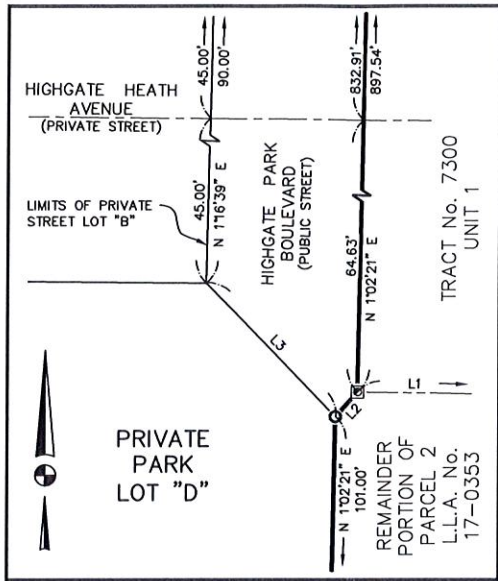 45.00'
90.00'
832.91'
897.54'
HIGHGATE HEATH
AVENUE
(PRIVATE STREET)
LIMITS OF PRIVATE
STREET LOT "B"
45.00'
N 1°16'39" E
HIGHGATE PARK
BOULEVARD
(PUBLIC STREET)
64.63'
N 1°02'21" E
TRACT No. 7300
UNIT 1
L3
L1
L2
PRIVATE
PARK
LOT "D"
N 1°02'21" E
101.00'
REMAINDER
PORTION OF
PARCEL 2
L.L.A. No.
17-0353